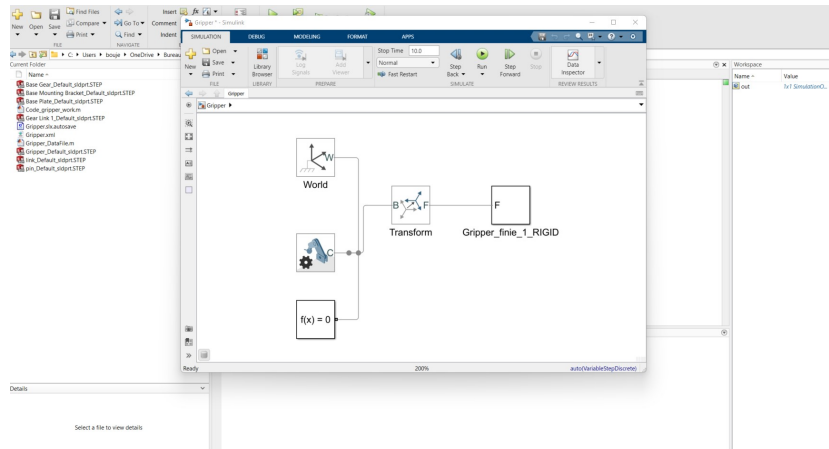 Find Files
Insert
fx
New
Open
Save
Compare
Go To
Comment
Print
Find
Indent
FILE
NAVIGATE
C: ▸ Users ▸ bouje ▸ OneDrive ▸ Bureau
Current Folder
Name
Base Gear_Default_sldprt.STEP
Base Mounting Bracket_Default_sldprt.STEP
Base Plate_Default_sldprt.STEP
Code_gripper_work.m
Gear Link 1_Default_sldprt.STEP
Gripper.slx.autosave
Gripper.xml
Gripper_DataFile.m
Gripper_Default_sldprt.STEP
link_Default_sldprt.STEP
pin_Default_sldprt.STEP
Details
Select a file to view details
Gripper * - Simulink
SIMULATION
DEBUG
MODELING
FORMAT
APPS
New
Open
Save
Print
FILE
Library
Browser
LIBRARY
Log
Signals
Add
Viewer
PREPARE
Stop Time
10.0
Normal
Fast Restart
Step
Back
Run
Step
Forward
Stop
SIMULATE
Data
Inspector
REVIEW RESULTS
Gripper
Gripper
W
World
C
f(x) = 0
B
F
Transform
F
Gripper_finie_1_RIGID
Ready
200%
auto(VariableStepDiscrete)
Workspace
Name
Value
out
1x1 SimulationO...